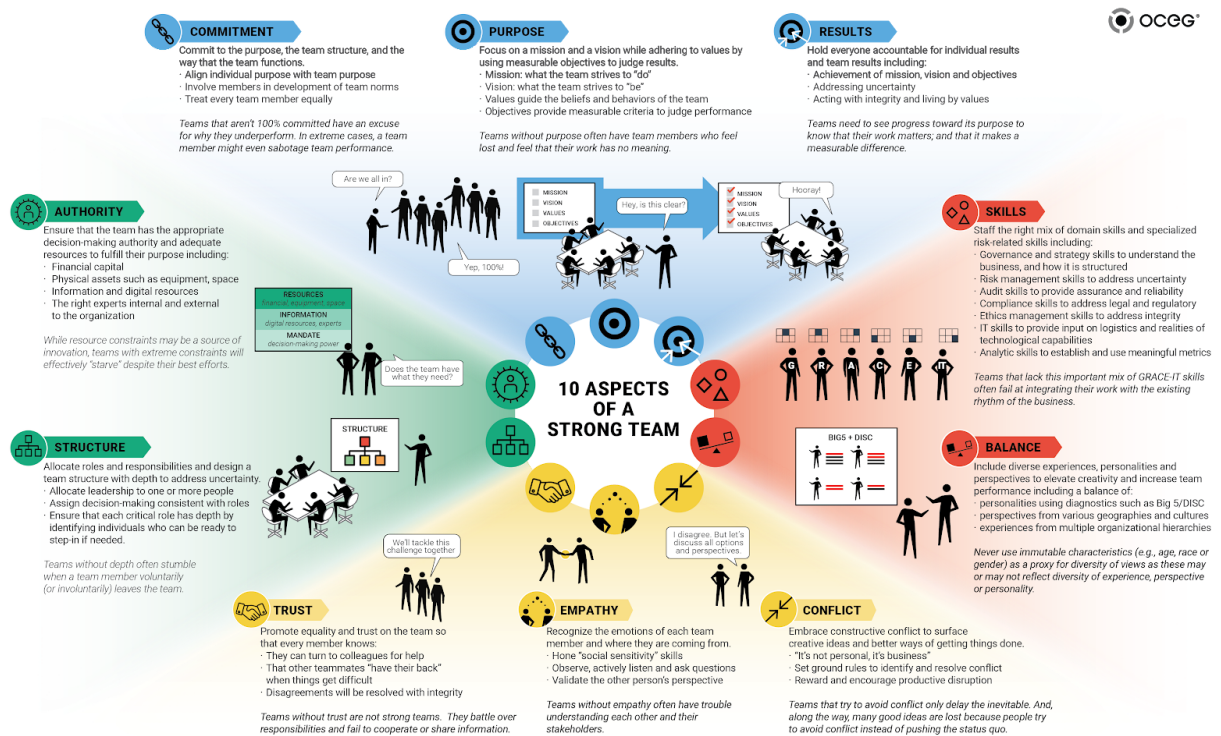 OCEG®
COMMITMENT
Commit to the purpose, the team structure, and the
way that the team functions.
· Align individual purpose with team purpose
· Involve members in development of team norms
· Treat every team member equally
Teams that aren't 100% committed have an excuse
for why they underperform. In extreme cases, a team
member might even sabotage team performance.
PURPOSE
Focus on a mission and a vision while adhering to values by
using measurable objectives to judge results.
· Mission: what the team strives to "do"
· Vision: what the team strives to "be"
· Values guide the beliefs and behaviors of the team
· Objectives provide measurable criteria to judge performance
Teams without purpose often have team members who feel
lost and feel that their work has no meaning.
RESULTS
Hold everyone accountable for individual results
and team results including:
· Achievement of mission, vision and objectives
· Addressing uncertainty
· Acting with integrity and living by values
Teams need to see progress toward its purpose to
know that their work matters; and that it makes a
measurable difference.
Are we all in?
Yep, 100%!
MISSION
VISION
VALUES
OBJECTIVES
Hey, is this clear?
MISSION
VISION
VALUES
OBJECTIVES
Hooray!
AUTHORITY
Ensure that the team has the appropriate
decision-making authority and adequate
resources to fulfill their purpose including:
· Financial capital
· Physical assets such as equipment, space
· Information and digital resources
· The right experts internal and external
to the organization
While resource constraints may be a source of
innovation, teams with extreme constraints will
effectively "starve" despite their best efforts.
RESOURCES
financial, equipment, space
INFORMATION
digital resources, experts
MANDATE
decision-making power
Does the team have
what they need?
SKILLS
Staff the right mix of domain skills and specialized
risk-related skills including:
· Governance and strategy skills to understand the
business, and how it is structured
· Risk management skills to address uncertainty
· Audit skills to provide assurance and reliability
· Compliance skills to address legal and regulatory
· Ethics management skills to address integrity
· IT skills to provide input on logistics and realities of
technological capabilities
· Analytic skills to establish and use meaningful metrics
Teams that lack this important mix of GRACE-IT skills
often fail at integrating their work with the existing
rhythm of the business.
G R A C E IT
10 ASPECTS
OF A
STRONG TEAM
STRUCTURE
Allocate roles and responsibilities and design a
team structure with depth to address uncertainty.
· Allocate leadership to one or more people
· Assign decision-making consistent with roles
· Ensure that each critical role has depth by
identifying individuals who can be ready to
step-in if needed.
Teams without depth often stumble
when a team member voluntarily
(or involuntarily) leaves the team.
STRUCTURE
BIG5 + DISC
BALANCE
Include diverse experiences, personalities and
perspectives to elevate creativity and increase team
performance including a balance of:
· personalities using diagnostics such as Big 5/DISC
· perspectives from various geographies and cultures
· experiences from multiple organizational hierarchies
Never use immutable characteristics (e.g., age, race or
gender) as a proxy for diversity of views as these may
or may not reflect diversity of experience, perspective
or personality.
We'll tackle this
challenge together
I disagree. But let's
discuss all options
and perspectives.
TRUST
Promote equality and trust on the team so
that every member knows:
· They can turn to colleagues for help
· That other teammates "have their back"
when things get difficult
· Disagreements will be resolved with integrity
Teams without trust are not strong teams. They battle over
responsibilities and fail to cooperate or share information.
EMPATHY
Recognize the emotions of each team
member and where they are coming from.
· Hone "social sensitivity" skills
· Observe, actively listen and ask questions
· Validate the other person's perspective
Teams without empathy often have trouble
understanding each other and their
stakeholders.
CONFLICT
Embrace constructive conflict to surface
creative ideas and better ways of getting things done.
· "It's not personal, it's business"
· Set ground rules to identify and resolve conflict
· Reward and encourage productive disruption
Teams that try to avoid conflict only delay the inevitable. And,
along the way, many good ideas are lost because people try
to avoid conflict instead of pushing the status quo.